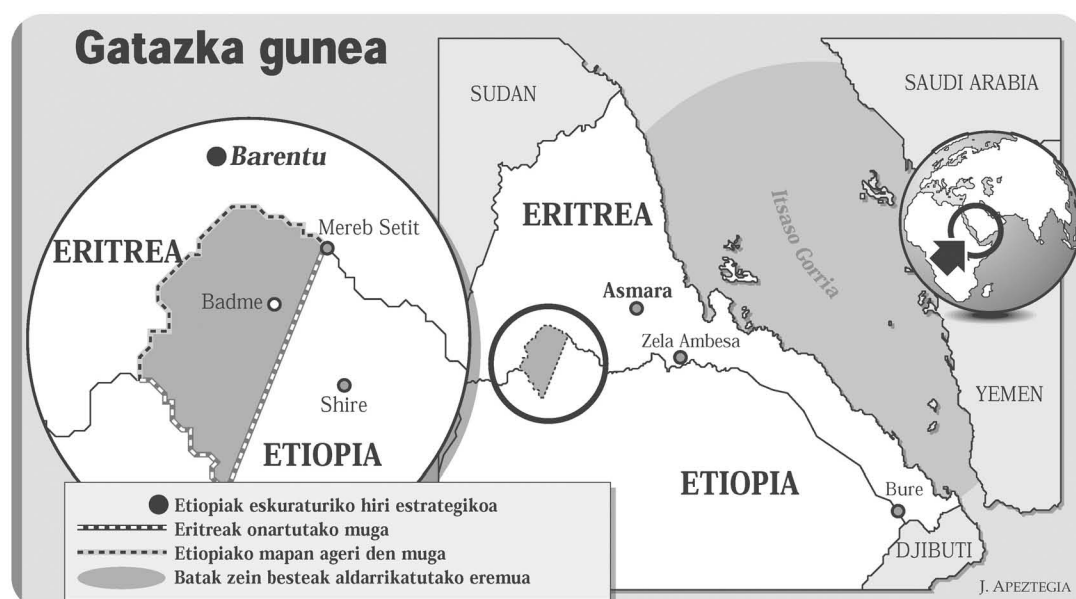 Gatazka gunea
SUDAN
SAUDI ARABIA
Barentu
ERITREA
Mereb Setit
Badme
Shire
ETIOPIA
ERITREA
Itsaso Gorria
Asmara
Zela Ambesa
YEMEN
ETIOPIA
Bure
DJIBUTI
Etiopiak eskuraturiko hiri estrategikoa
Eritreak onartutako muga
Etiopiako mapan ageri den muga
Batak zein besteak aldarrikatutako eremua
J. APEZTEGIA